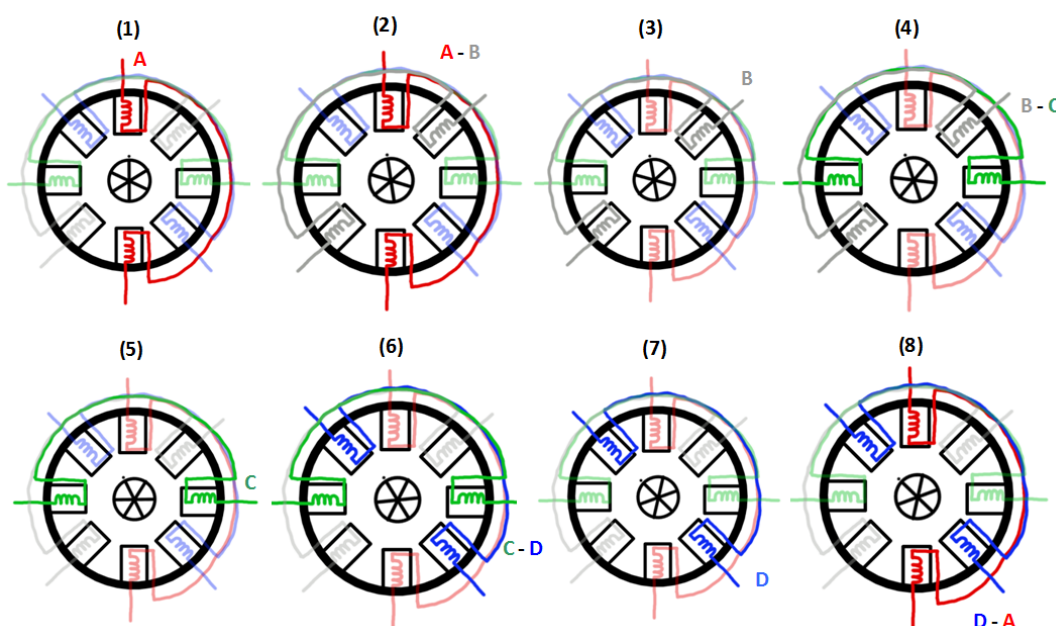 (1)
A
(2)
A - B
(3)
B
(4)
B - C
(5)
C
(6)
C - D
(7)
D
(8)
D - A